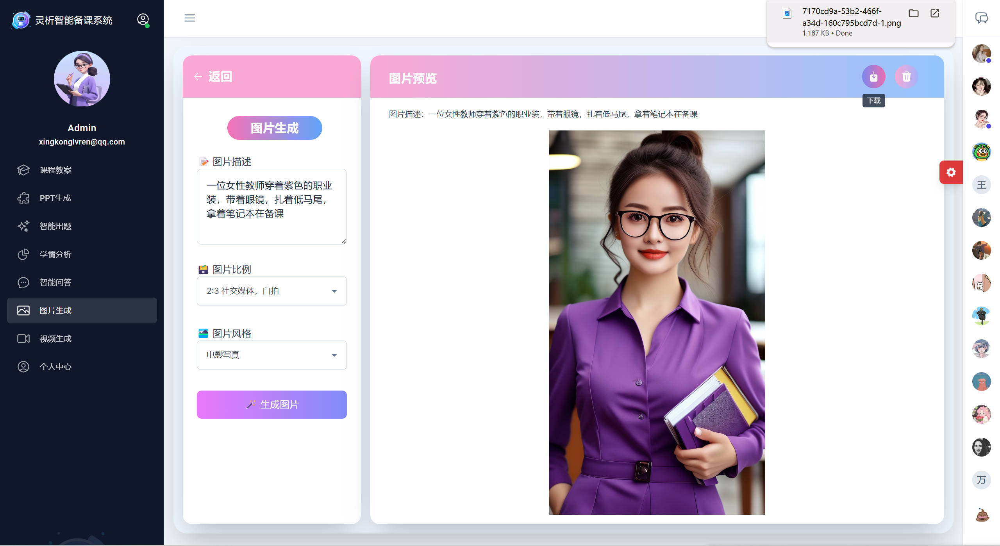 灵析智能备课系统
Admin
xingkonglvren@qq.com
课程教案
PPT生成
智能出题
学情分析
智能问答
图片生成
视频生成
个人中心
返回
图片生成
图片描述
一位女性教师穿着紫色的职业
装，带着眼镜，扎着低马尾，
拿着笔记本在备课
图片比例
2:3 社交媒体，自拍
图片风格
电影写真
生成图片
图片预览
下载
图片描述：一位女性教师穿着紫色的职业装，带着眼镜，扎着低马尾，拿着笔记本在备课
7170cd9a-53b2-466f-
a34d-160c795bcd7d-1.png
1,187 KB • Done
王
万